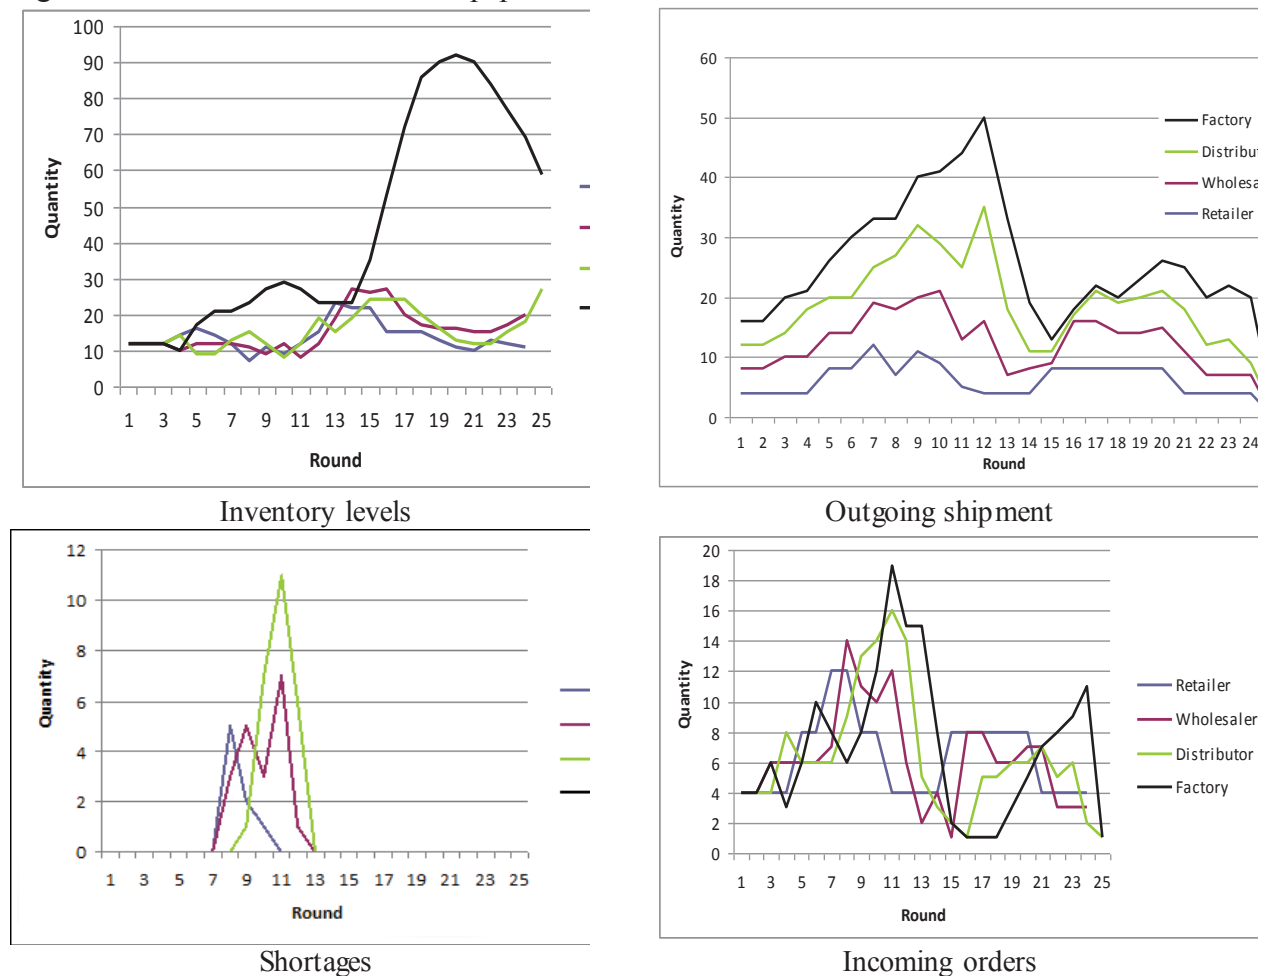 100
90
80
70
60
50
40
30
20
10
0
Quantity
1 3 5 7 9 11 13 15 17 19 21 23 25
Round
Inventory levels
60
50
40
30
20
10
0
Quantity
Factory
Distribut
Wholesa
Retailer
1 2 3 4 5 6 7 8 9 10 11 12 13 14 15 16 17 18 19 20 21 22 23 24
Round
Outgoing shipment
12
10
8
6
4
2
0
Quantity
1 3 5 7 9 11 13 15 17 19 21 23 25
Round
Shortages
20
18
16
14
12
10
8
6
4
2
0
Quantity
Retailer
Wholesaler
Distributor
Factory
1 3 5 7 9 11 13 15 17 19 21 23 25
Round
Incoming orders